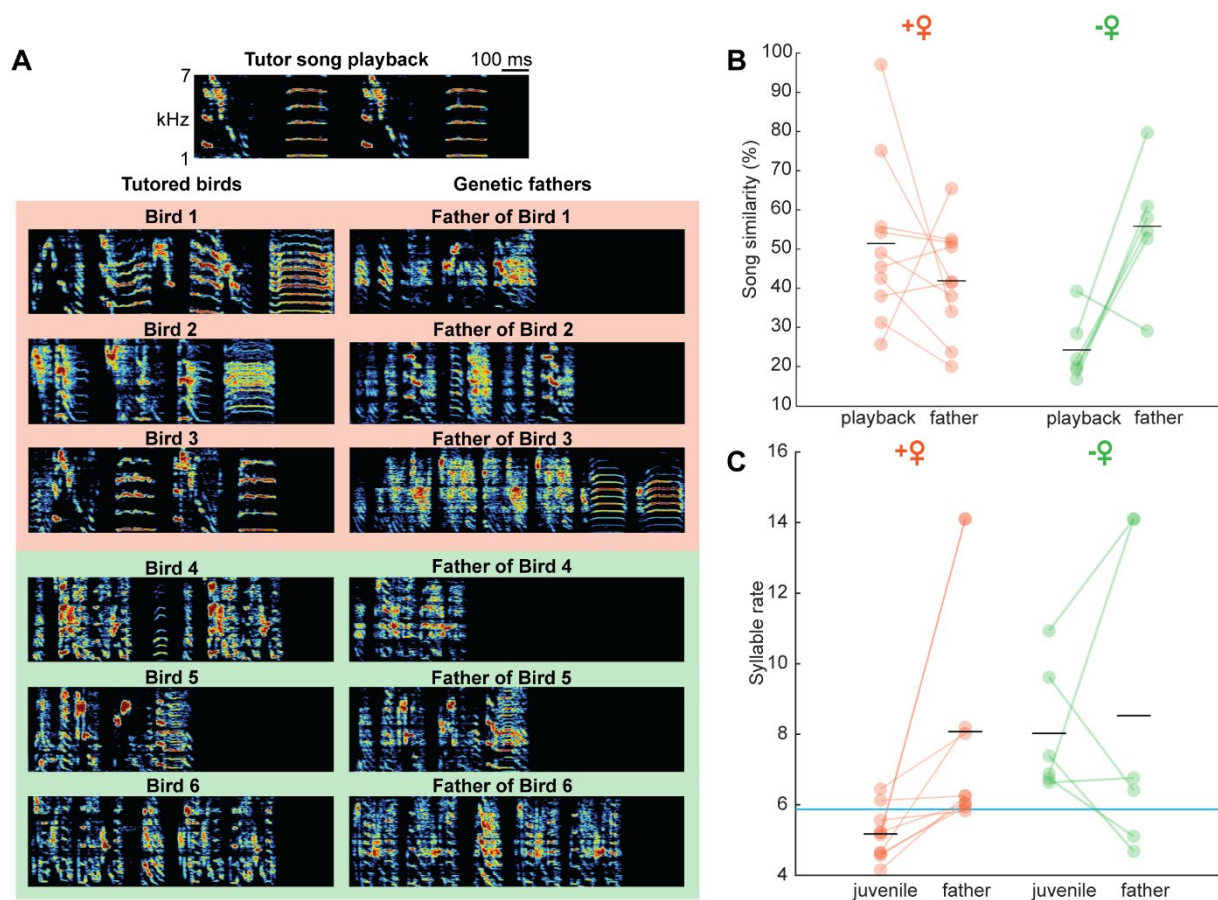 A
Tutor song playback
100 ms
7
kHz
1
Tutored birds
Genetic fathers
Bird 1
Father of Bird 1
Bird 2
Father of Bird 2
Bird 3
Father of Bird 3
Bird 4
Father of Bird 4
Bird 5
Father of Bird 5
Bird 6
Father of Bird 6
B
+♀
-♀
Song similarity (%)
100
90
80
70
60
50
40
30
20
10
playback father
playback father
C
+♀
-♀
Syllable rate
16
14
12
10
8
6
4
juvenile father
juvenile father